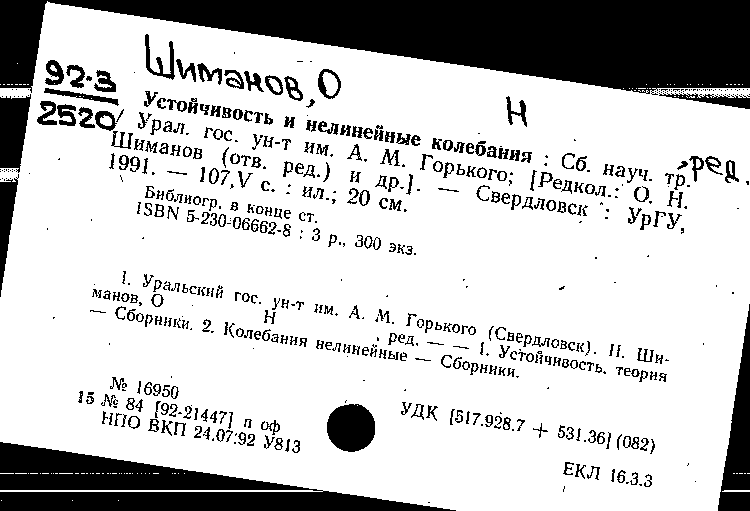 Шиманов, О Н , ред.
92-3
2520
Устойчивость и нелинейные колебания : Сб. науч. тр.
/ Урал. гос. ун-т им. А. М. Горького; [Редкол.: О. Н.
Шиманов (отв. ред.) и др.]. — Свердловск : УрГУ,
1991. — 107,V с. : ил.; 20 см.
Библиогр. в конце ст.
ISBN 5-230-06662-8 : 3 р., 300 экз.
I. Уральский гос. ун-т им. А. М. Горького (Свердловск). II. Ши-
манов, О Н , ред. — — 1. Устойчивость, теория
— Сборники. 2. Колебания нелинейные — Сборники.
№ 16950
15 № 84 [92-21447] п оф
НПО ВКП 24.07.92 У813
УДК [517.928.7 + 531.36] (082)
ЕКЛ 16.3.3